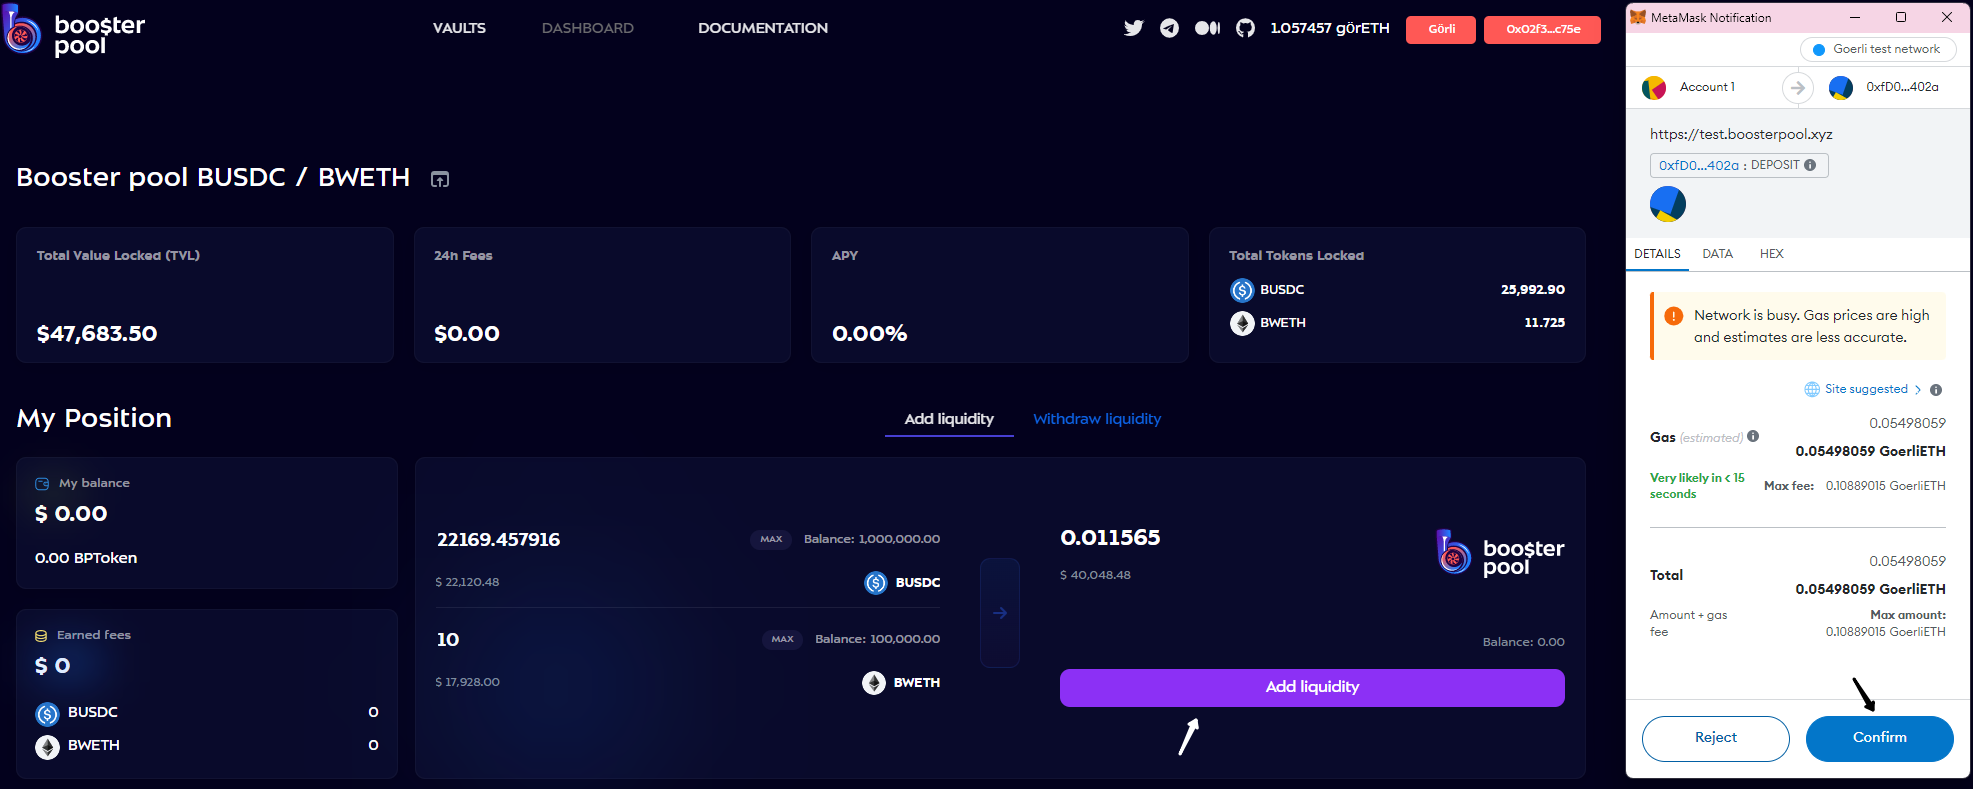 boo$ter
pool
VAULTS
DASHBOARD
DOCUMENTATION
1.057457 görETH
Görli
0x02f3...c75e
Booster pool BUSDC / BWETH
Total Value Locked (TVL)
$47,683.50
24h Fees
$0.00
APY
0.00%
Total Tokens Locked
BUSDC
25,992.90
BWETH
11.725
My Position
Add liquidity
Withdraw liquidity
My balance
$ 0.00
0.00 BPToken
Earned fees
$ 0
BUSDC
0
BWETH
0
22169.457916
MAX
Balance: 1,000,000.00
$ 22,120.48
BUSDC
10
MAX
Balance: 100,000.00
$ 17,928.00
BWETH
0.011565
$ 40,048.48
boo$ter
pool
Balance: 0.00
Add liquidity
MetaMask Notification
Goerli test network
Account 1
0xfD0...402a
https://test.boosterpool.xyz
0xfD0...402a : DEPOSIT
DETAILS
DATA
HEX
Network is busy. Gas prices are high
and estimates are less accurate.
Site suggested
0.05498059
Gas (estimated)
0.05498059 GoerliETH
Very likely in < 15
seconds
Max fee: 0.10889015 GoerliETH
0.05498059
Total
0.05498059 GoerliETH
Amount + gas
fee
Max amount:
0.10889015 GoerliETH
Reject
Confirm